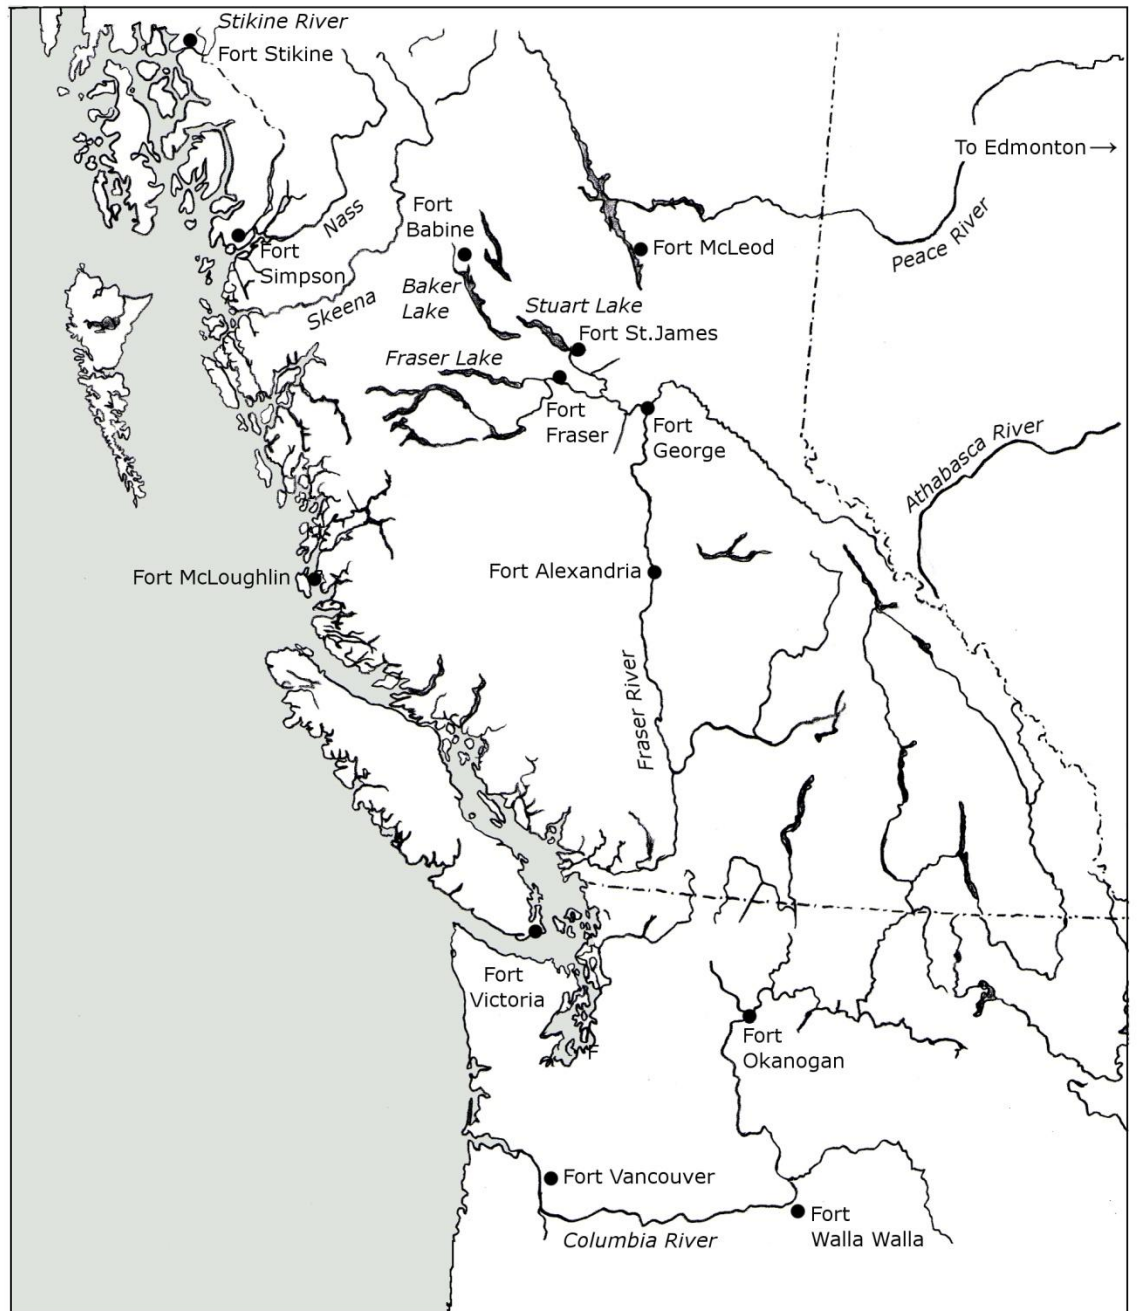 Stikine River
Fort Stikine
To Edmonton →
Nass
Fort
Babine
Fort
Simpson
Fort McLeod
Peace River
Skeena
Baker
Lake
Stuart Lake
Fort St.James
Fraser Lake
Fort
Fraser
Fort
George
Athabasca River
Fort McLoughlin
Fort Alexandria
Fraser River
Fort
Victoria
F
Fort
Okanogan
Fort Vancouver
Fort
Walla Walla
Columbia River